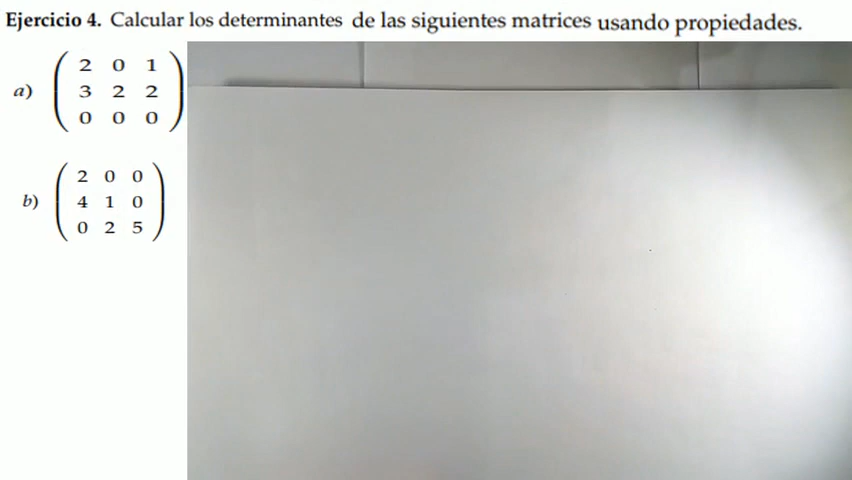 Ejercicio 4. Calcular los determinantes de las siguientes matrices usando propiedades.
a) ( 2 0 1
3 2 2
0 0 0 )
b) ( 2 0 0
4 1 0
0 2 5 )